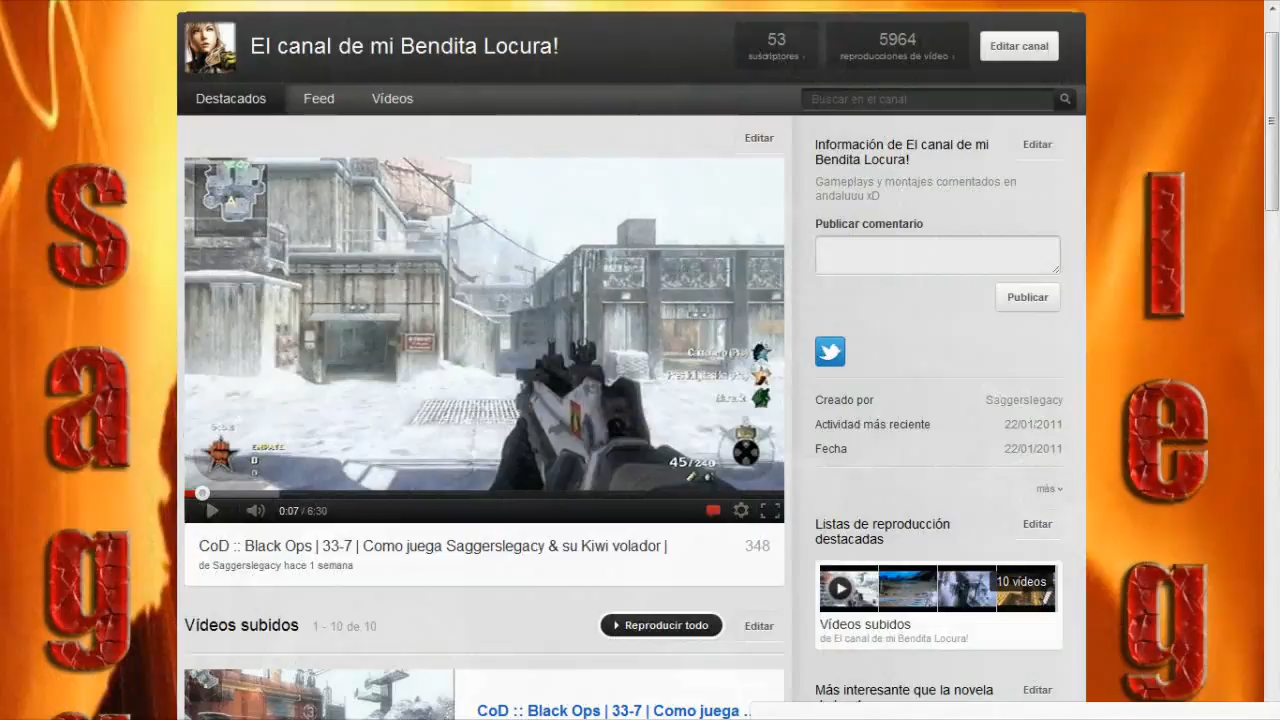 El canal de mi Bendita Locura!
53
suscriptores ›
5964
reproducciones de vídeo ›
Editar canal
Destacados
Feed
Vídeos
Buscar en el canal
Editar
A
45/240
EMPATE
0:07 / 6:30
CoD :: Black Ops | 33-7 | Como juega Saggerslegacy & su Kiwi volador |
348
de Saggerslegacy hace 1 semana
Vídeos subidos
1 - 10 de 10
Reproducir todo
Editar
CoD :: Black Ops | 33-7 | Como juega ...
Información de El canal de mi
Bendita Locura!
Editar
Gameplays y montajes comentados en
andaluuu xD
Publicar comentario
Publicar
Creado por
Saggerslegacy
Actividad más reciente
22/01/2011
Fecha
22/01/2011
más
Listas de reproducción
destacadas
Editar
10 vídeos
Vídeos subidos
de El canal de mi Bendita Locura!
Más interesante que la novela
Editar
s
a
g
l
e
g